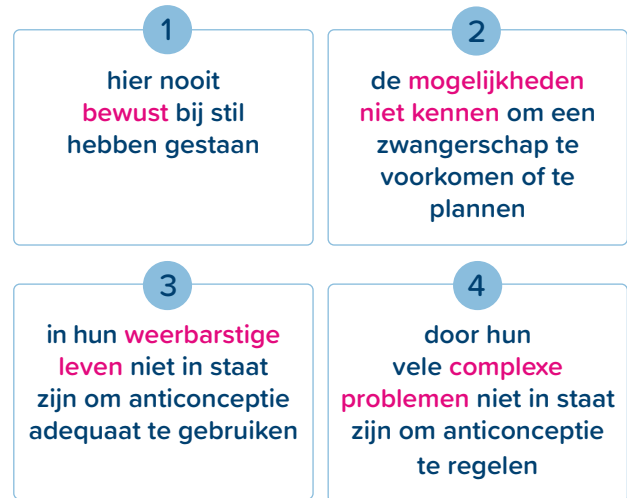 1
hier nooit
bewust bij stil
hebben gestaan
2
de mogelijkheden
niet kennen om een
zwangerschap te
voorkomen of te
plannen
3
in hun weerbarstige
leven niet in staat
zijn om anticonceptie
adequaat te gebruiken
4
door hun
vele complexe
problemen niet in staat
zijn om anticonceptie
te regelen